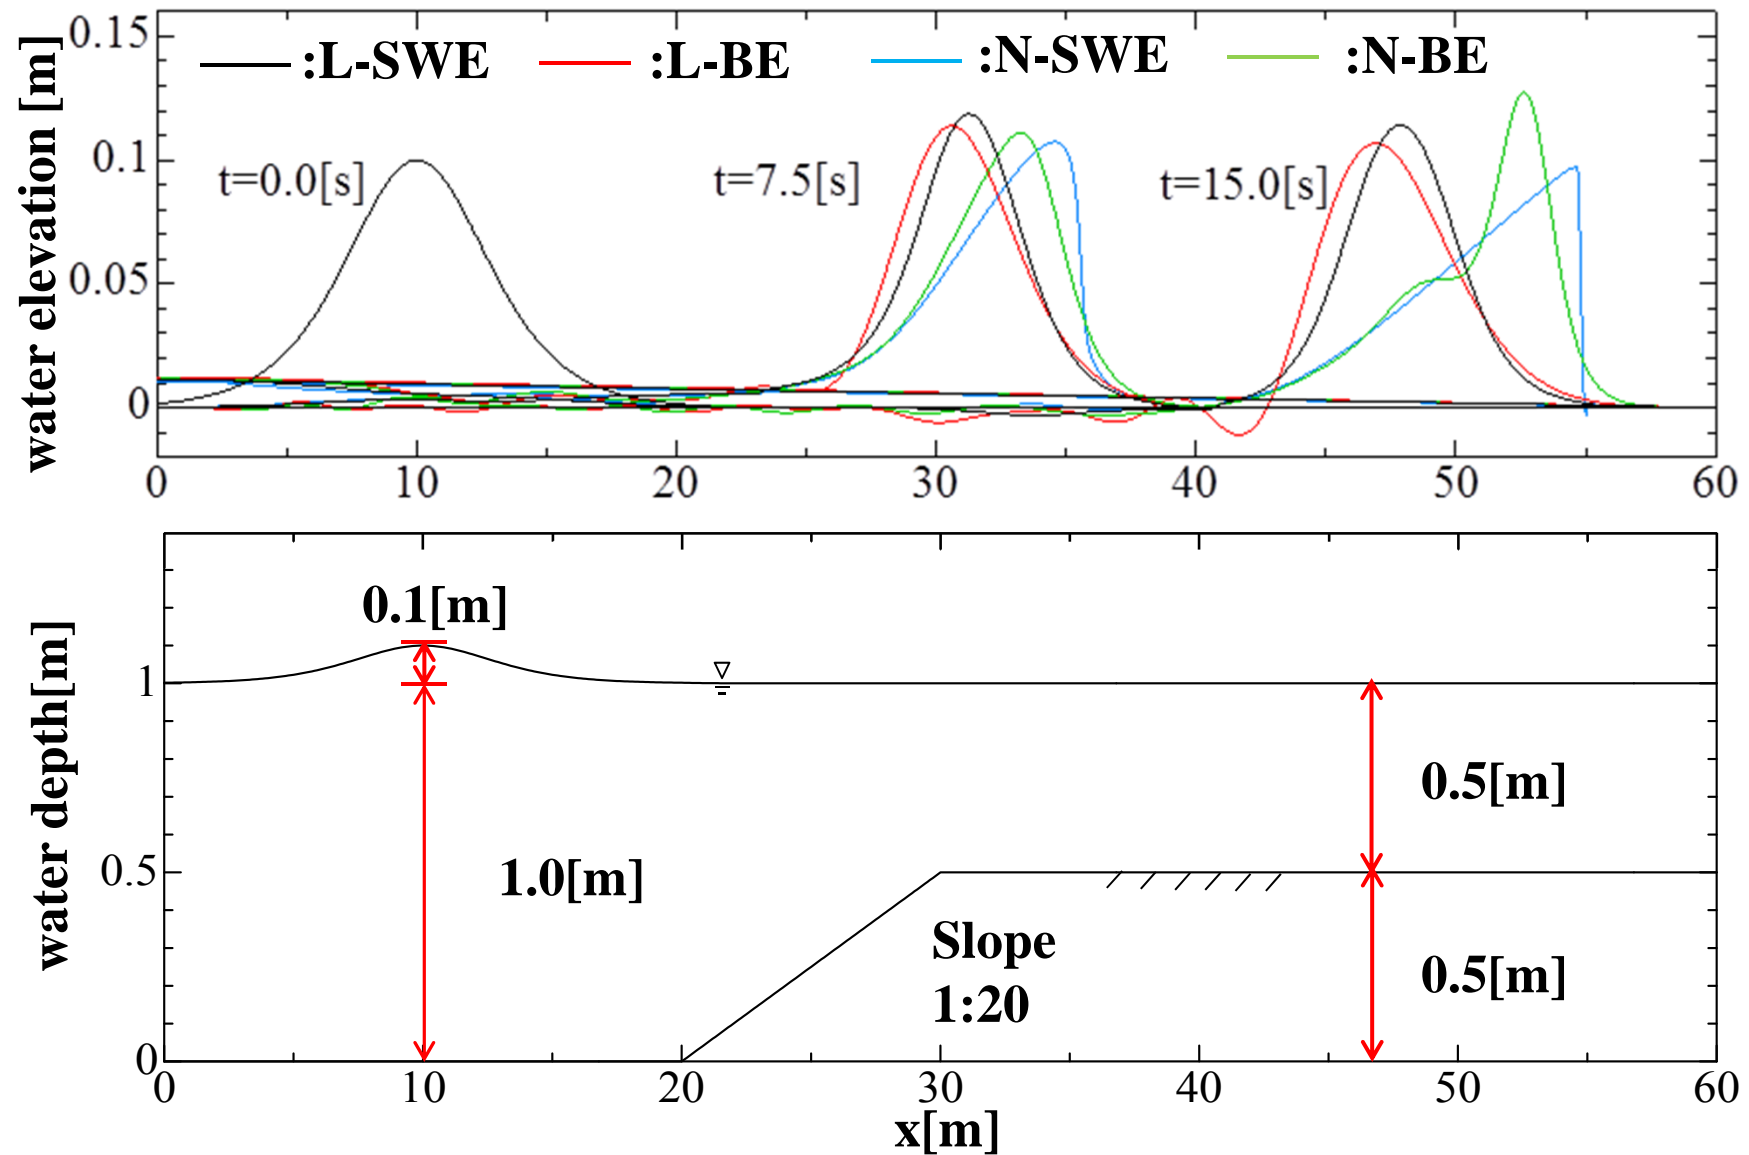 water elevation [m]
0.15
0.1
0.05
0
:L-SWE :L-BE :N-SWE :N-BE
t=0.0[s] t=7.5[s] t=15.0[s]
0 10 20 30 40 50 60
water depth[m]
1
0.5
0
0.1[m]
1.0[m]
0.5[m]
Slope
1:20
0.5[m]
0 10 20 30 40 50 60
x[m]